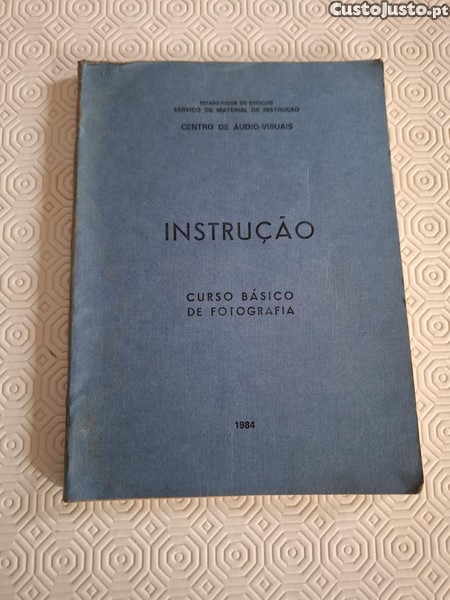 CustoJusto.pt
ESTADO-MAIOR DO EXÉRCITO
SERVIÇO DE MATERIAL DE INSTRUÇÃO
CENTRO DE ÁUDIO-VISUAIS
INSTRUÇÃO
CURSO BÁSICO
DE FOTOGRAFIA
1984